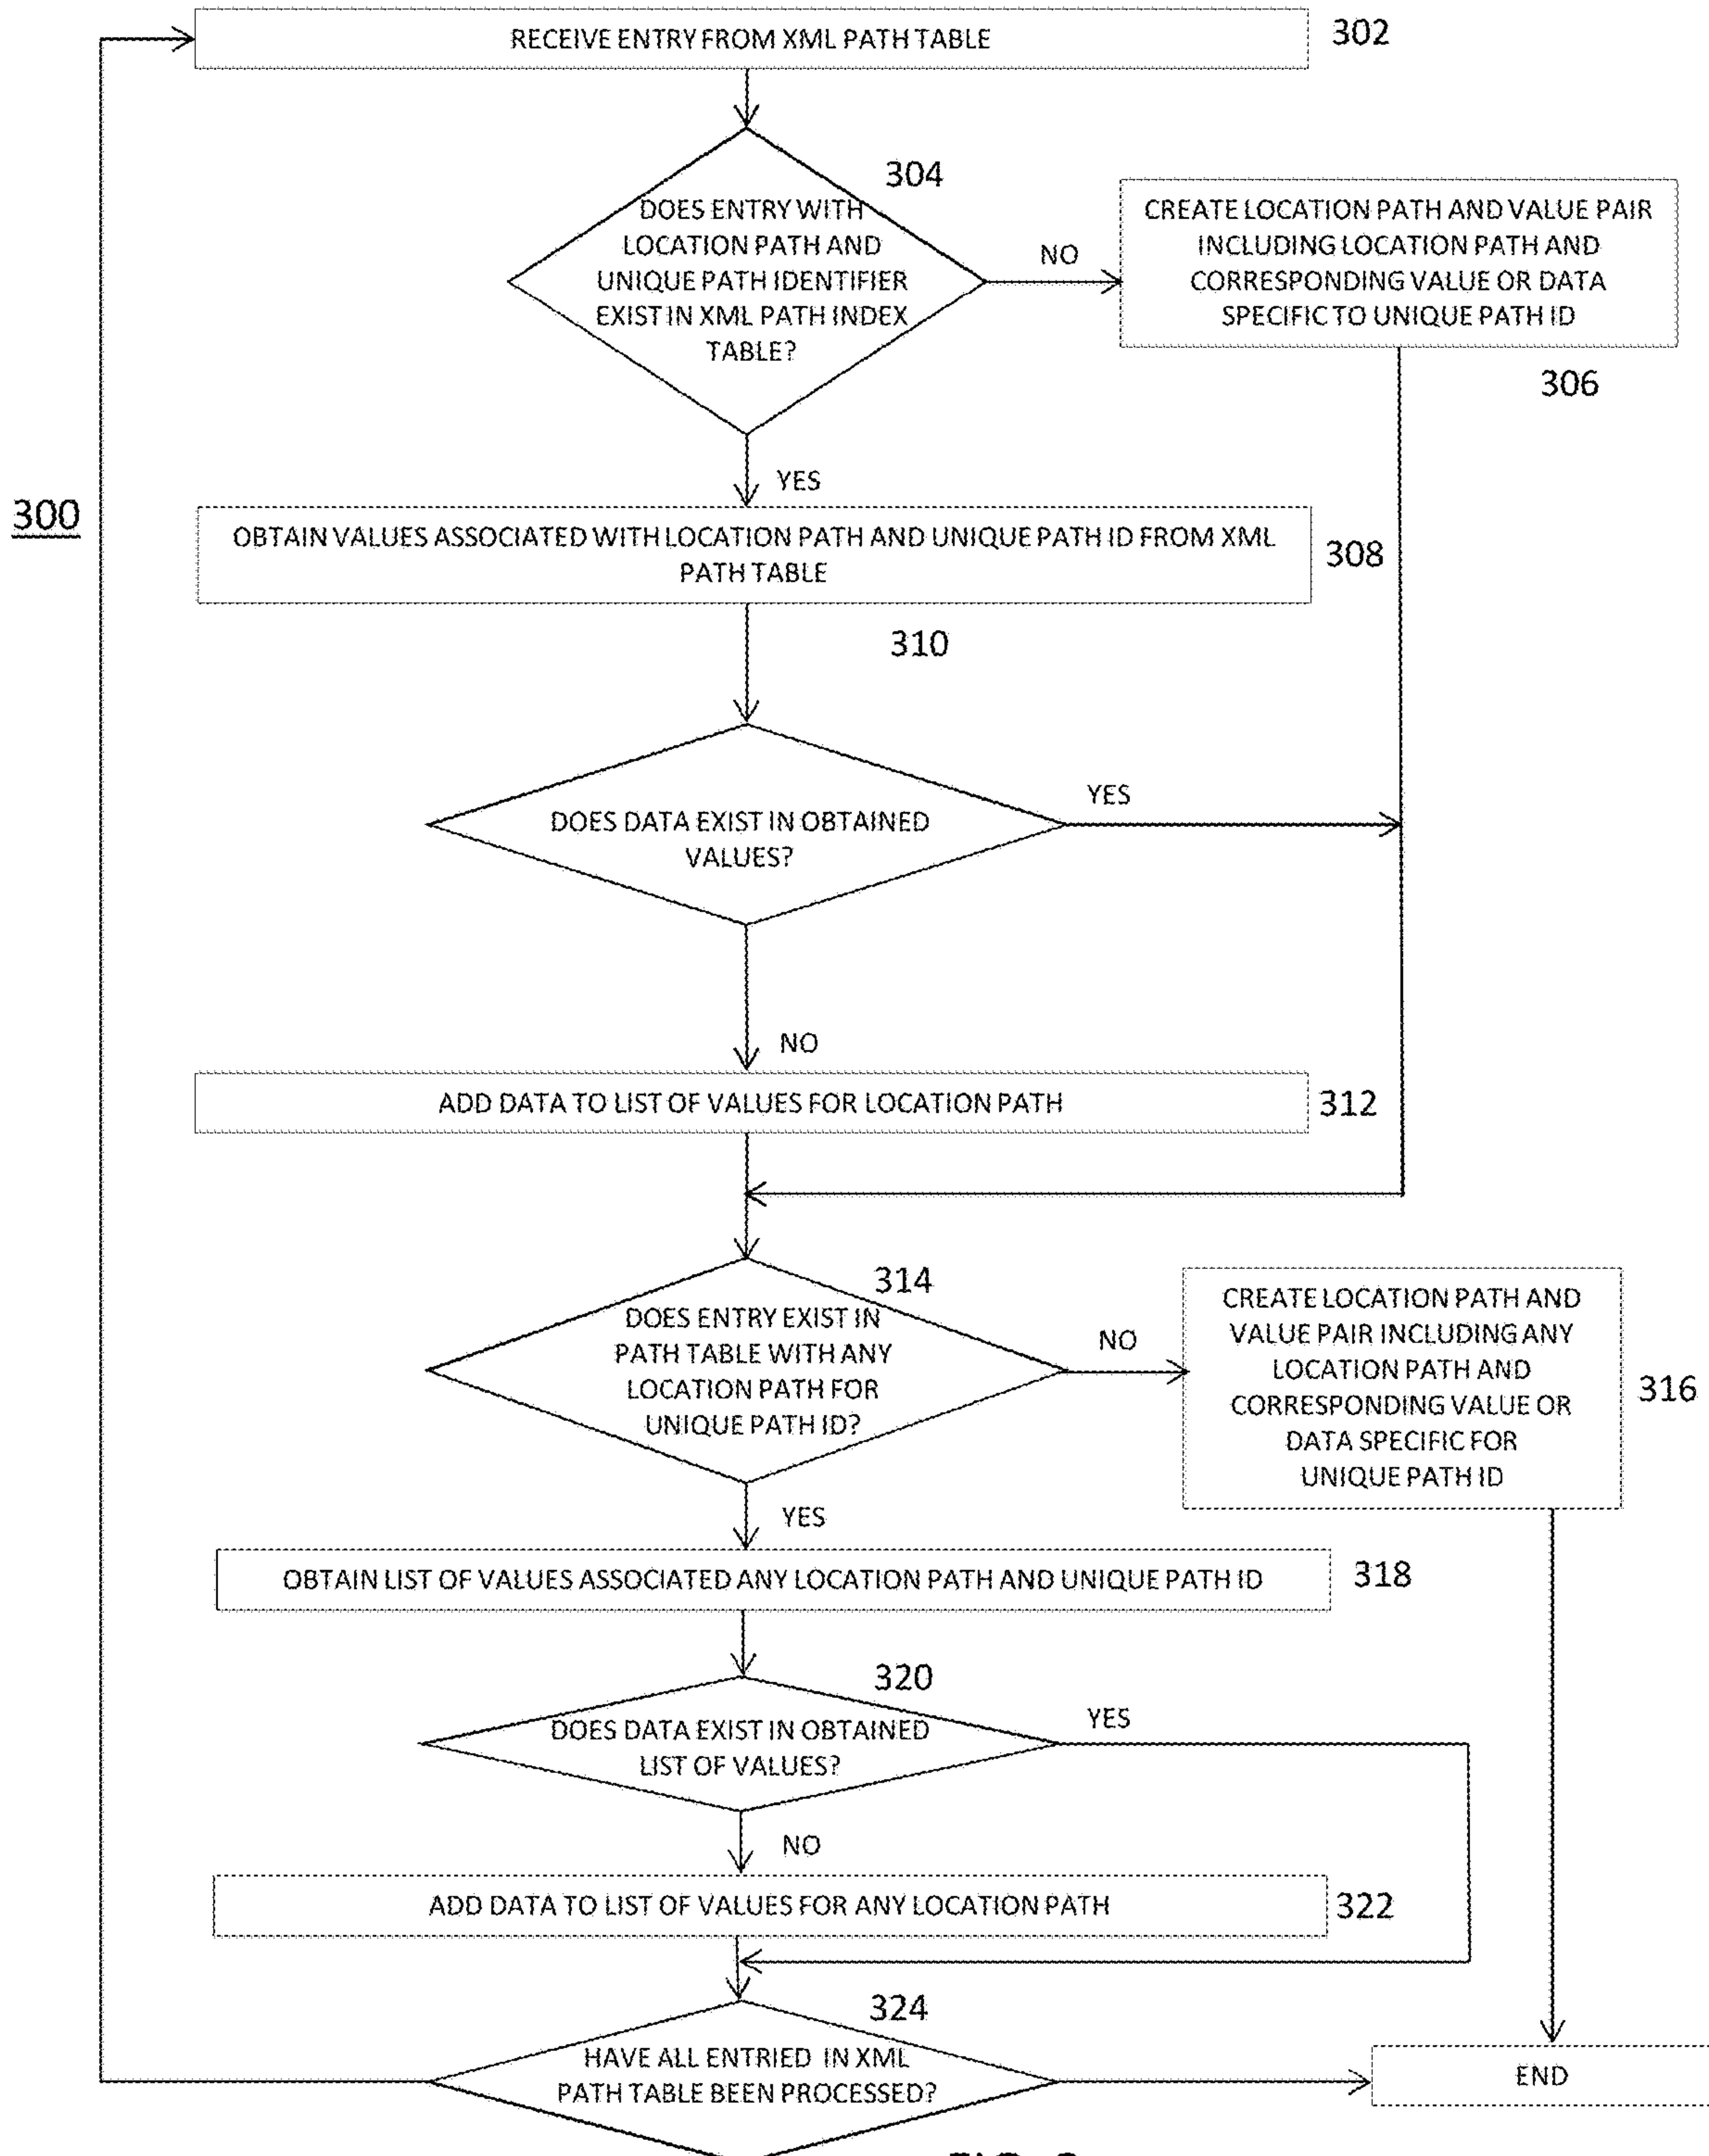 RECEIVE ENTRY FROM XML PATH TABLE
302
304
DOES ENTRY WITH
LOCATION PATH AND
UNIQUE PATH IDENTIFIER
EXIST IN XML PATH INDEX
TABLE?
NO
CREATE LOCATION PATH AND VALUE PAIR
INCLUDING LOCATION PATH AND
CORRESPONDING VALUE OR DATA
SPECIFIC TO UNIQUE PATH ID
306
YES
300
OBTAIN VALUES ASSOCIATED WITH LOCATION PATH AND UNIQUE PATH ID FROM XML
PATH TABLE
308
310
DOES DATA EXIST IN OBTAINED
VALUES?
YES
NO
ADD DATA TO LIST OF VALUES FOR LOCATION PATH
312
314
DOES ENTRY EXIST IN
PATH TABLE WITH ANY
LOCATION PATH FOR
UNIQUE PATH ID?
NO
CREATE LOCATION PATH AND
VALUE PAIR INCLUDING ANY
LOCATION PATH AND
CORRESPONDING VALUE OR
DATA SPECIFIC FOR
UNIQUE PATH ID
316
YES
OBTAIN LIST OF VALUES ASSOCIATED ANY LOCATION PATH AND UNIQUE PATH ID
318
320
DOES DATA EXIST IN OBTAINED
LIST OF VALUES?
YES
NO
ADD DATA TO LIST OF VALUES FOR ANY LOCATION PATH
322
324
HAVE ALL ENTRIED IN XML
PATH TABLE BEEN PROCESSED?
END